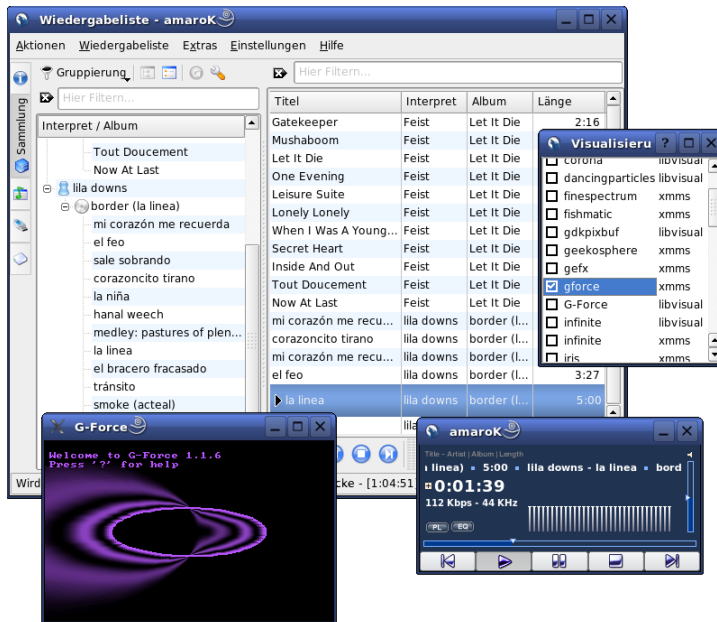 Wiedergabeliste - amaroK
Aktionen Wiedergabeliste Extras Einstellungen Hilfe
Gruppierung
Hier Filtern...
Hier Filtern...
Sammlung
Interpret / Album
Tout Doucement
Now At Last
lila downs
border (la linea)
mi corazón me recuerda
el feo
sale sobrando
corazoncito tirano
la niña
hanal weech
medley: pastures of plen...
la linea
el bracero fracasado
tránsito
smoke (acteal)
Titel Interpret Album Länge
Gatekeeper Feist Let It Die 2:16
Mushaboom Feist Let It Die
Let It Die Feist Let It Die
One Evening Feist Let It Die
Leisure Suite Feist Let It Die
Lonely Lonely Feist Let It Die
When I Was A Young... Feist Let It Die
Secret Heart Feist Let It Die
Inside And Out Feist Let It Die
Tout Doucement Feist Let It Die
Now At Last Feist Let It Die
mi corazón me recu... lila downs border (l...
corazoncito tirano lila downs border (l...
mi corazón me recu... lila downs border (l...
el feo lila downs border (l... 3:27
la linea lila downs border (l... 5:00
Wird
cke - [1:04:51]
Visualisieru
corona libvisual
dancingparticles libvisual
finespectrum xmms
fishmatic xmms
gdkpixbuf libvisual
geekosphere xmms
gefx xmms
gforce xmms
G-Force libvisual
infinite libvisual
infinite xmms
iris xmms
G-Force
Welcome to G-Force 1.1.6
Press '?' for help
amaroK
Title - Artist | Album | Length
linea) 5:00 lila downs - la linea bord
0:01:39
112 Kbps - 44 KHz
PL EQ